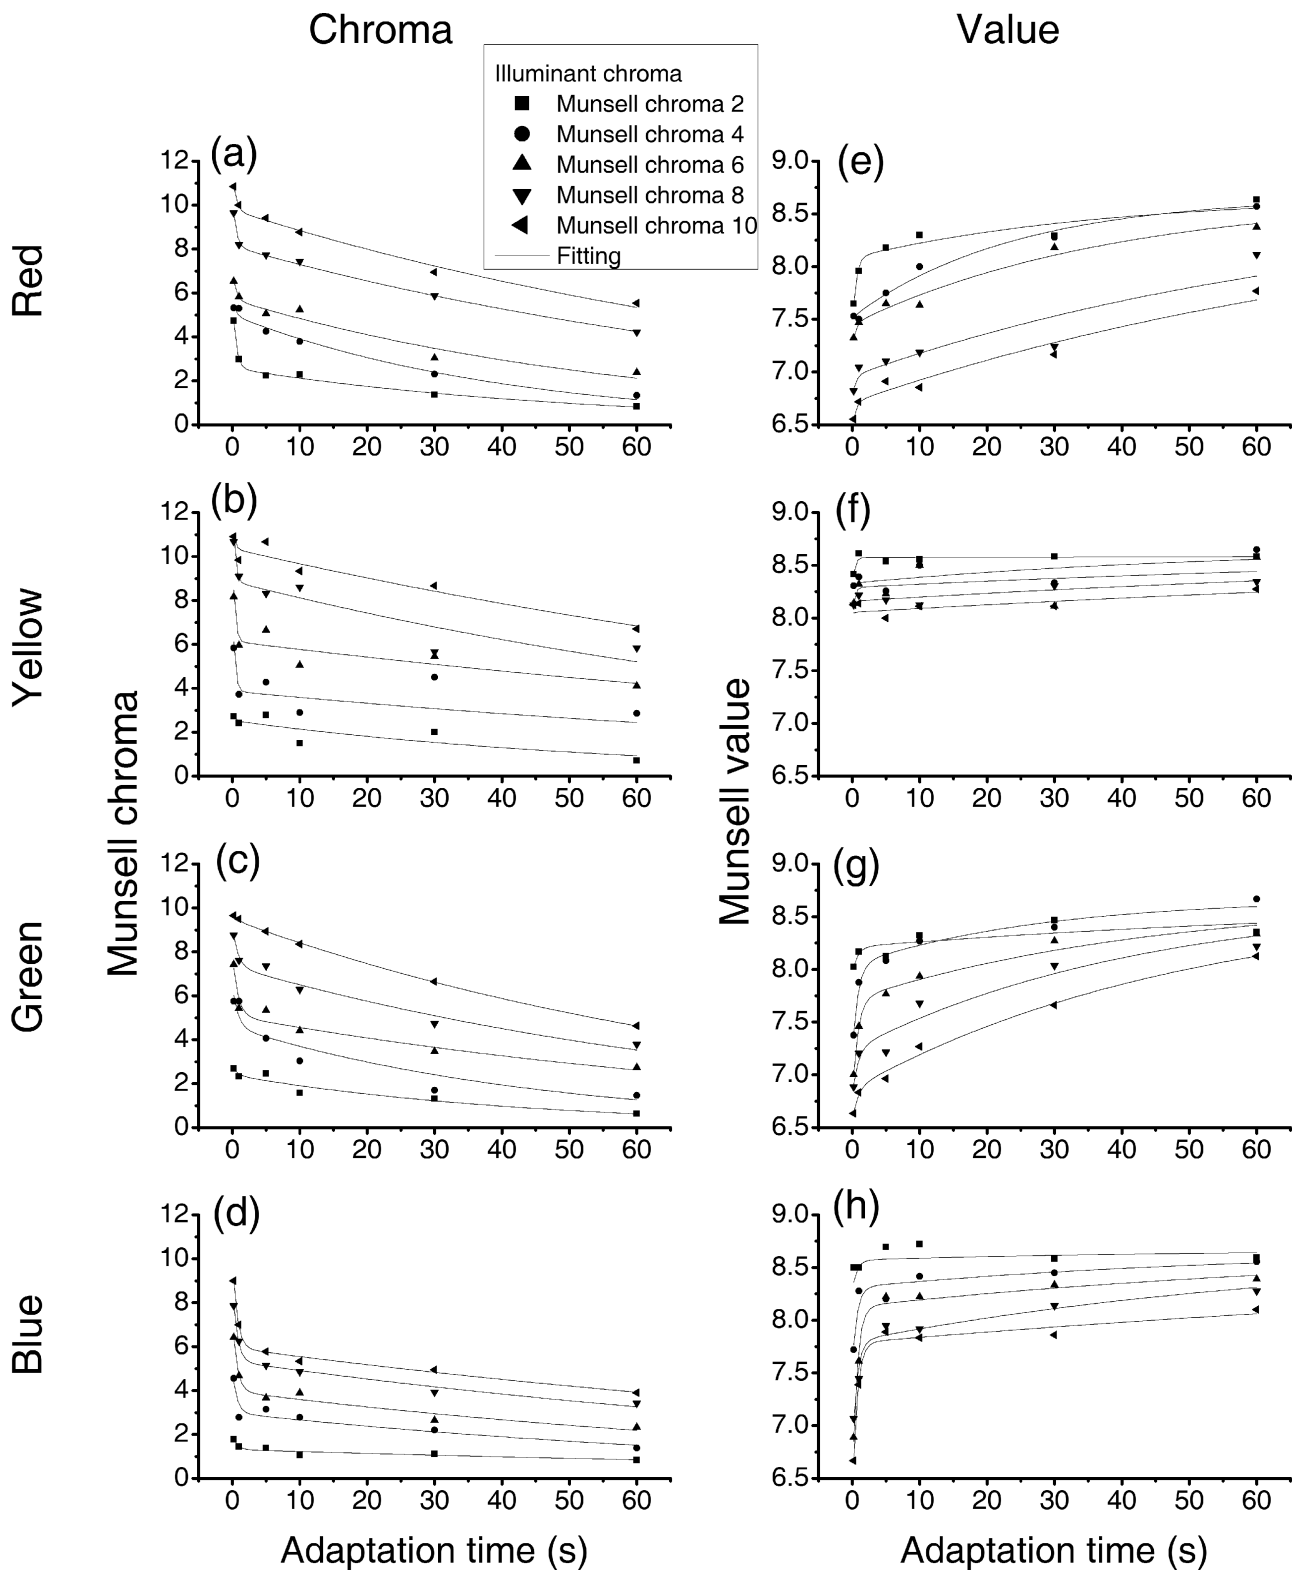 Chroma
Value
Illuminant chroma
Munsell chroma 2
Munsell chroma 4
Munsell chroma 6
Munsell chroma 8
Munsell chroma 10
Fitting
Red
(a)
12
10
8
6
4
2
0
0 10 20 30 40 50 60
(e)
9.0
8.5
8.0
7.5
7.0
6.5
0 10 20 30 40 50 60
Yellow
(b)
12
10
8
6
4
2
0
0 10 20 30 40 50 60
(f)
9.0
8.5
8.0
7.5
7.0
6.5
0 10 20 30 40 50 60
Munsell chroma
Munsell value
Green
(c)
12
10
8
6
4
2
0
0 10 20 30 40 50 60
(g)
9.0
8.5
8.0
7.5
7.0
6.5
0 10 20 30 40 50 60
Blue
(d)
12
10
8
6
4
2
0
0 10 20 30 40 50 60
(h)
9.0
8.5
8.0
7.5
7.0
6.5
0 10 20 30 40 50 60
Adaptation time (s)
Adaptation time (s)